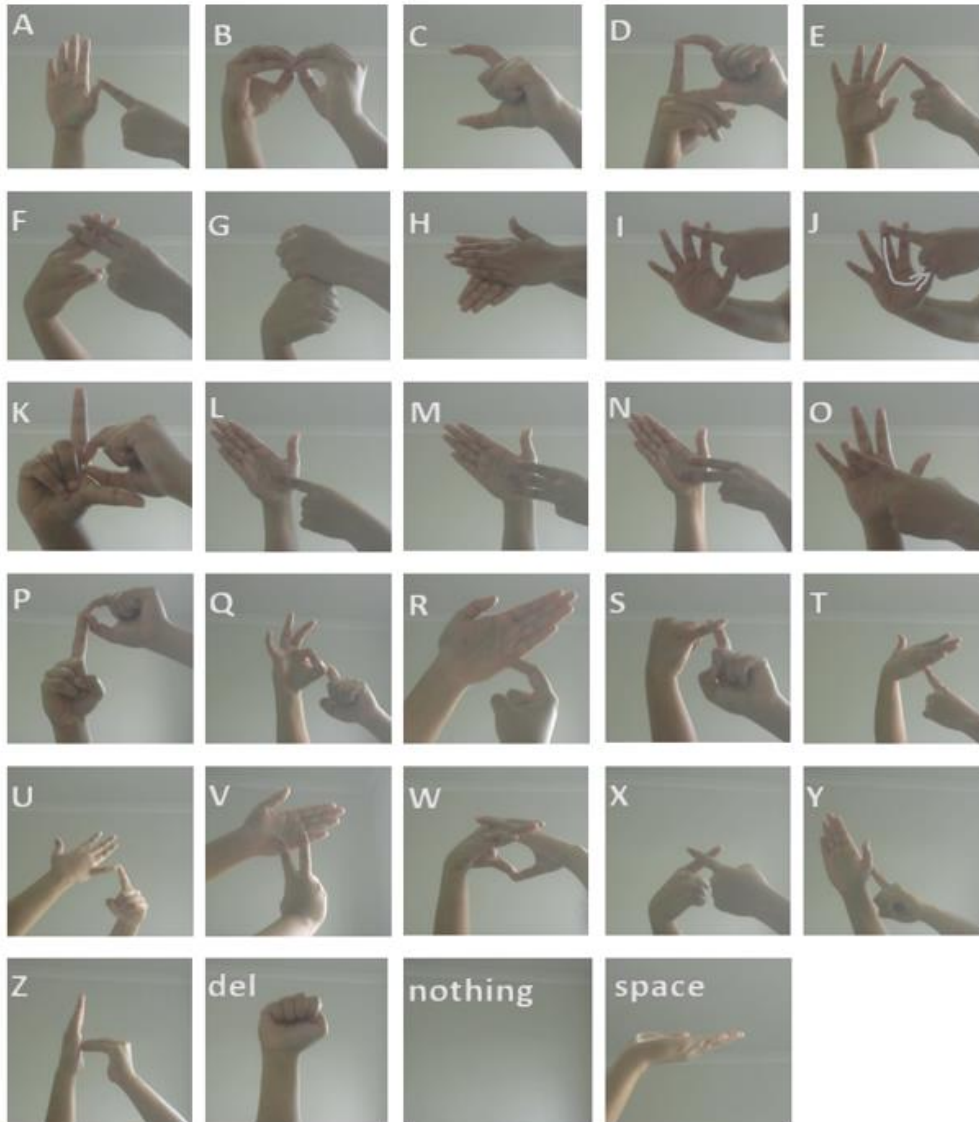 A B C D E
F G H I J
K L M N O
P Q R S T
U V W X Y
Z del nothing space